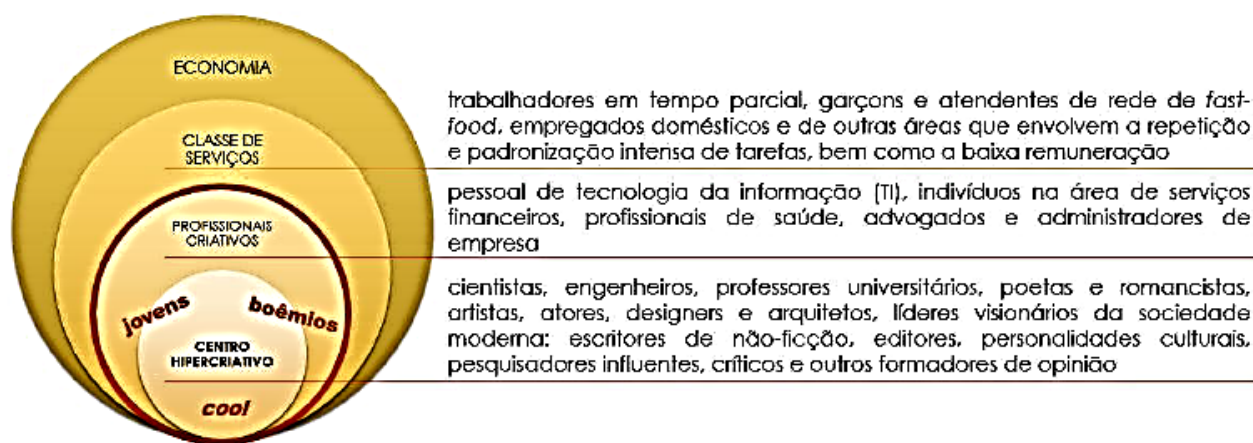 ECONOMIA
CLASSE DE
SERVIÇOS
PROFISSIONAIS
CRIATIVOS
jovens
boêmios
CENTRO
HIPERCRIATIVO
cool
trabalhadores em tempo parcial, garçons e atendentes de rede de fast-
food, empregados domésticos e de outras áreas que envolvem a repetição
e padronização intensa de tarefas, bem como a baixa remuneração
pessoal de tecnologia da informação (TI), indivíduos na área de serviços
financeiros, profissionais de saúde, advogados e administradores de
empresa
cientistas, engenheiros, professores universitários, poetas e romancistas,
artistas, atores, designers e arquitetos, líderes visionários da sociedade
moderna: escritores de não-ficção, editores, personalidades culturais,
pesquisadores influentes, críticos e outros formadores de opinião